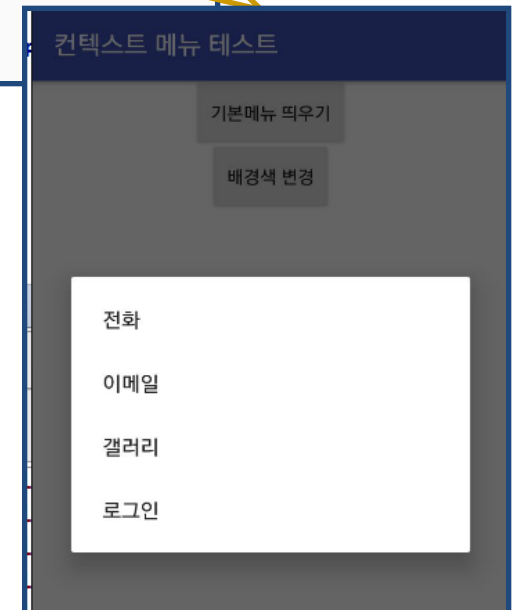 컨텍스트 메뉴 테스트
기본메뉴 띄우기
배경색 변경
전화
이메일
갤러리
로그인